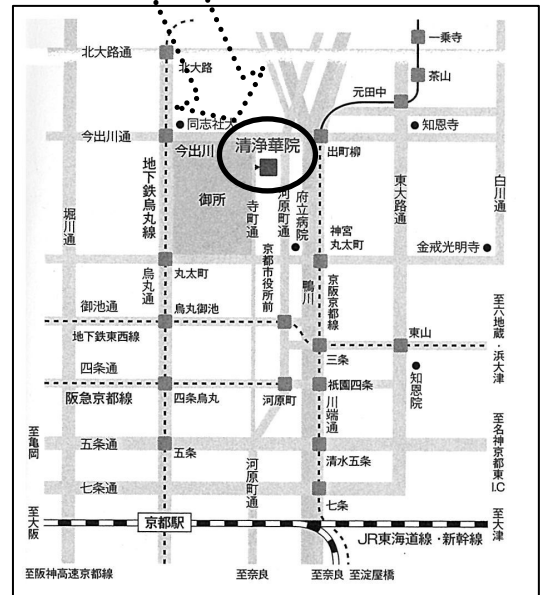 一乗寺
北大路通
北大路
茶山
元田中
同志社大
知恩寺
今出川通
今出川
清浄華院
出町柳
地下鉄烏丸線
御所
寺町通
河原町通
府立病院
東大路通
白川通
堀川通
神宮
丸太町
金戒光明寺
烏丸通
丸太町
京都市役所前
鴨川
京阪京都線
御池通
烏丸御池
地下鉄東西線
三条
東山
至六地蔵・浜大津
四条通
知恩院
阪急京都線
四条烏丸
河原町
祇園四条
川端通
至亀岡
五条通
五条
清水五条
至名神京都東I.C
七条通
河原町通
七条
至大阪
京都駅
JR東海道線・新幹線
至大津
至阪神高速京都線
至奈良
至奈良
至淀屋橋